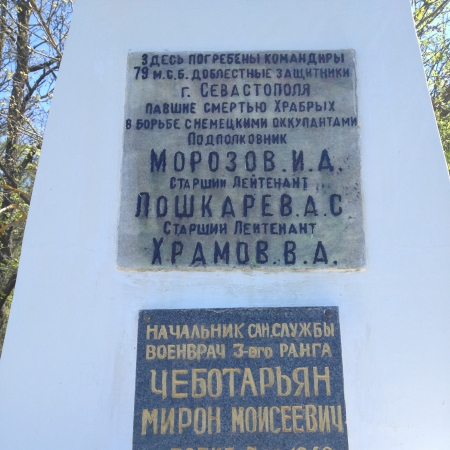 Здесь погребены командиры
79 м.с.б. доблестные защитники
г. Севастополя
павшие смертью храбрых
в борьбе с немецкими оккупантами
Подполковник
Морозов.И.Д.
Старший Лейтенант
Лошкарев.А.С
Старший Лейтенант
Храмов.В.А.
Начальник сан.службы
военврач 3-его ранга
Чеботарьян
Мирон Моисеевич